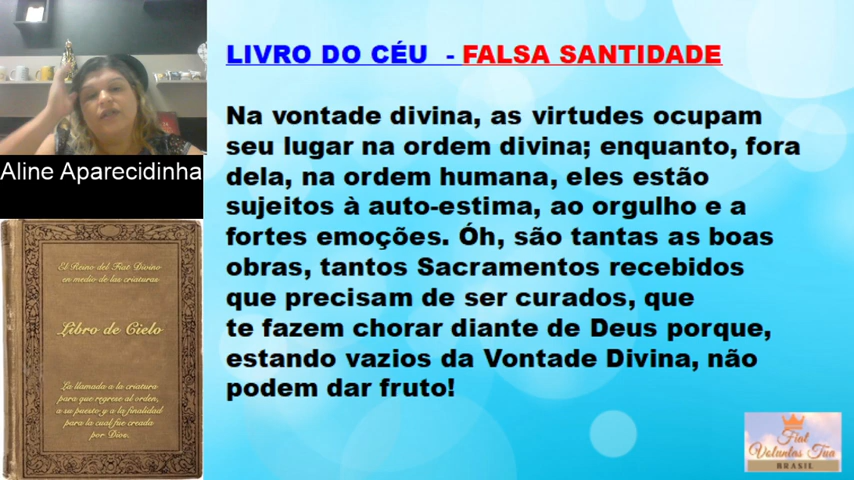 LIVRO DO CÉU - FALSA SANTIDADE
Na vontade divina, as virtudes ocupam
seu lugar na ordem divina; enquanto, fora
dela, na ordem humana, eles estão
sujeitos à auto-estima, ao orgulho e a
fortes emoções. Óh, são tantas as boas
obras, tantos Sacramentos recebidos
que precisam de ser curados, que
te fazem chorar diante de Deus porque,
estando vazios da Vontade Divina, não
podem dar fruto!
Aline Aparecidinha
El Reino del Fiat Divino
en medio de las criaturas
Libro de Cielo
La llamada a la criatura
para que regrese al orden,
a su puesto y a la finalidad
para la cual fue creada
por Dios.
Fiat
Voluntas Tua
BRASIL